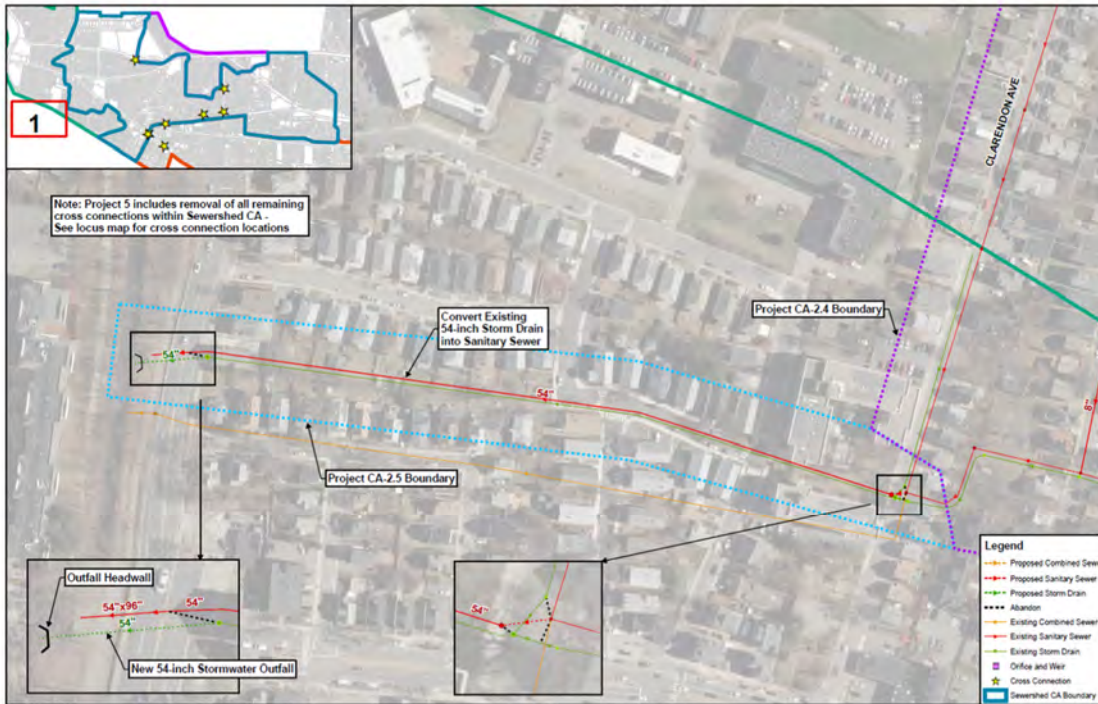 1
Note: Project 5 includes removal of all remaining
cross connections within Sewershed CA -
See locus map for cross connection locations
CLARENDON AVE
Convert Existing
54-inch Storm Drain
into Sanitary Sewer
Project CA-2.4 Boundary
54"
54"
8"
Project CA-2.5 Boundary
Outfall Headwall
54"x96"
54"
54"
New 54-inch Stormwater Outfall
54"
Legend
Proposed Combined Sewe
Proposed Sanitary Sewer
Proposed Storm Drain
Abandon
Existing Combined Sewer
Existing Sanitary Sewer
Existing Storm Drain
Orifice and Weir
Cross Connection
Sewershed CA Boundary